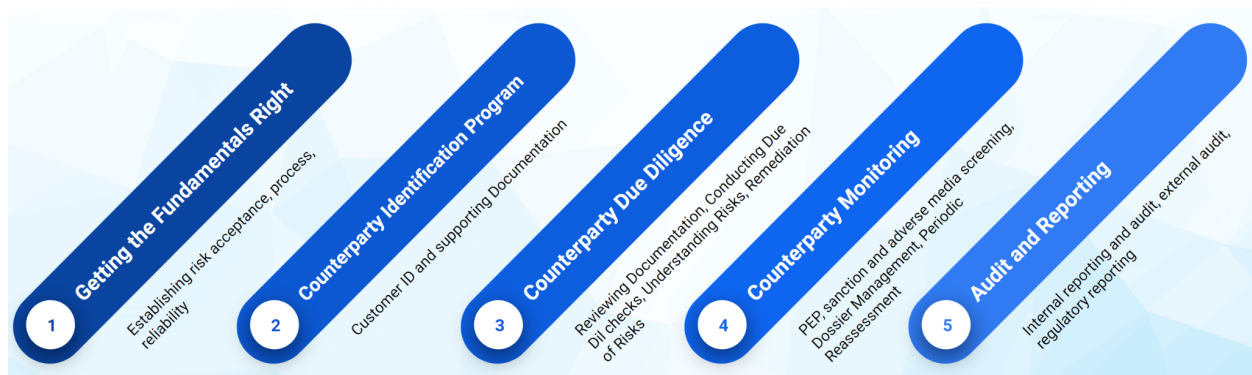 1
Getting the Fundamentals Right
Establishing risk acceptance, process,
reliability
2
Counterparty Identification Program
Customer ID and supporting Documentation
3
Counterparty Due Diligence
Reviewing Documentation, Conducting Due
Dil checks, Understanding Risks, Remediation
of Risks
4
Counterparty Monitoring
PEP sanction and adverse media screening,
Dossier Management, Periodic
Reassessment
5
Audit and Reporting
Internal reporting and audit, external audit,
regulatory reporting